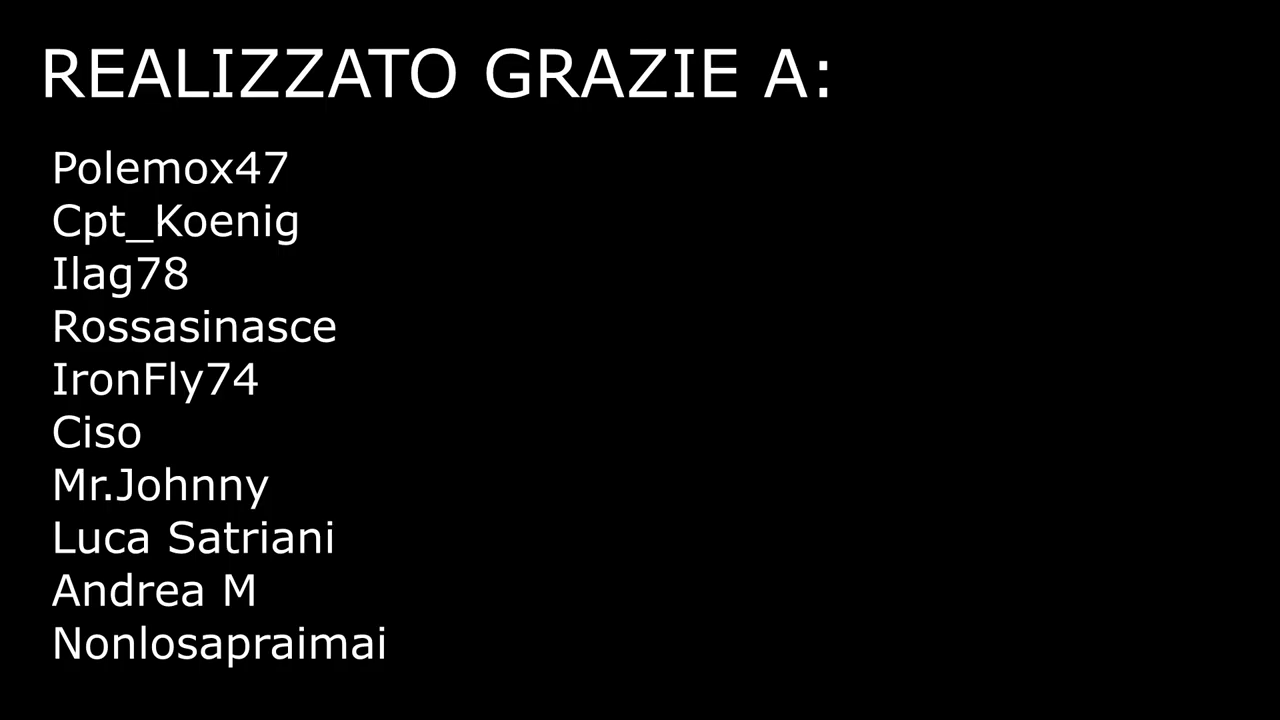 REALIZZATO GRAZIE A:
Polemox47
Cpt_Koenig
Ilag78
Rossasinasce
IronFly74
Ciso
Mr.Johnny
Luca Satriani
Andrea M
Nonlosapraimai